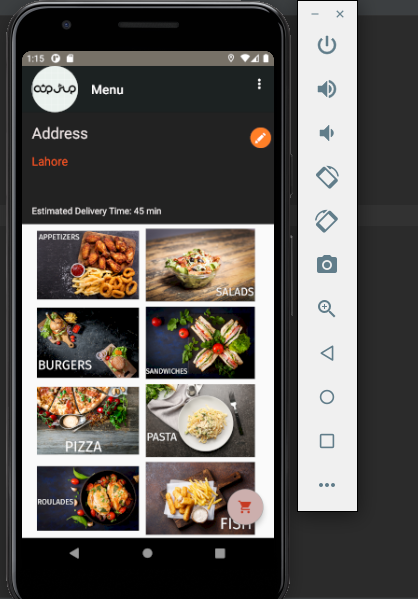 1:15
Menu
Address
Lahore
Estimated Delivery Time: 45 min
APPETIZERS
SALADS
BURGERS
SANDWICHES
PIZZA
PASTA
ROULADES
FISH